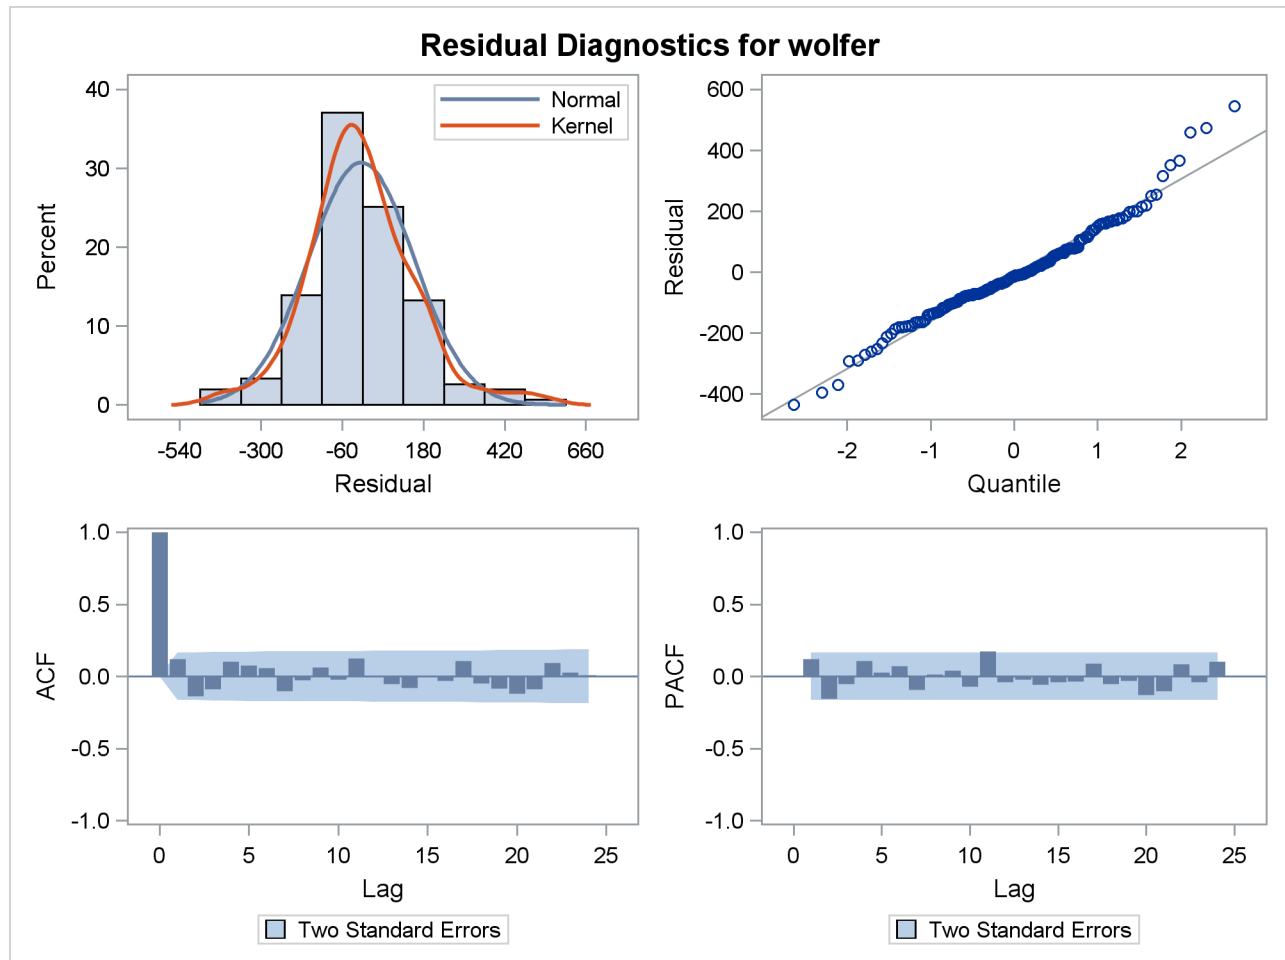 Residual Diagnostics for wolfer
40
30
20
10
0
Percent
Normal
Kernel
-540 -300 -60 180 420 660
Residual
600
400
200
0
-200
-400
Residual
-2 -1 0 1 2
Quantile
1.0
0.5
0.0
-0.5
-1.0
ACF
0 5 10 15 20 25
Lag
Two Standard Errors
1.0
0.5
0.0
-0.5
-1.0
PACF
0 5 10 15 20 25
Lag
Two Standard Errors